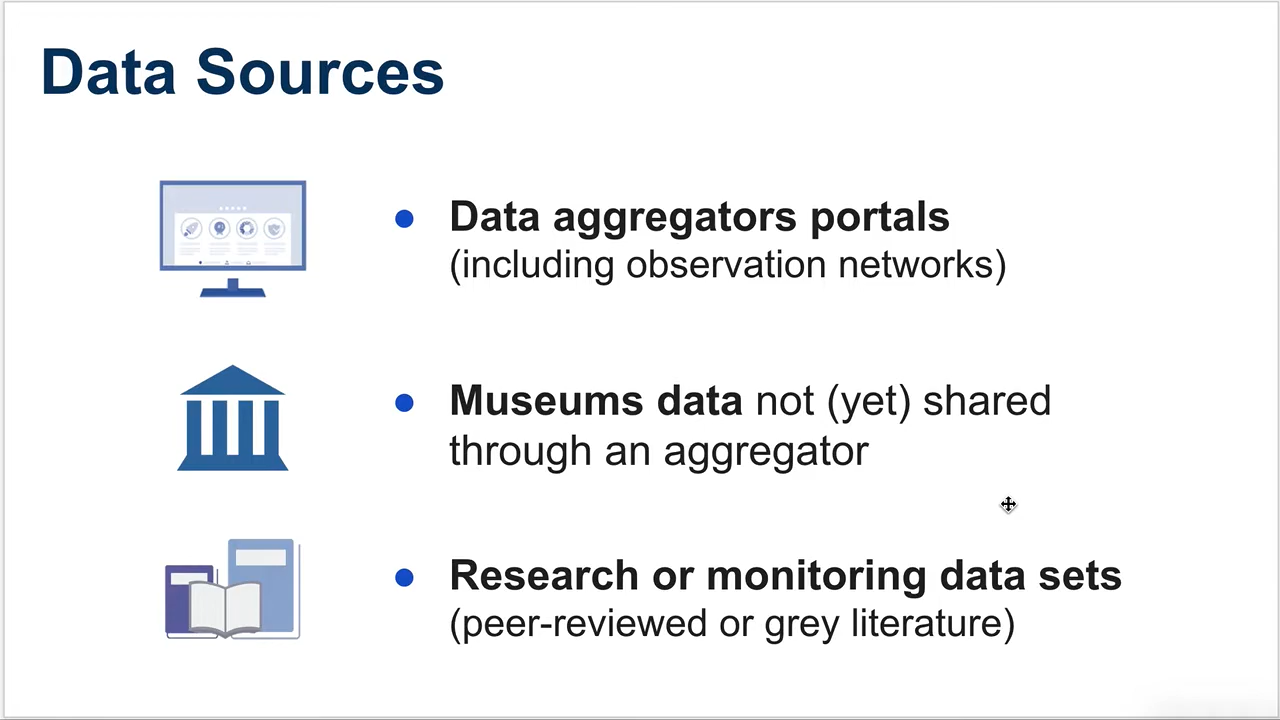 Data Sources
● Data aggregators portals
(including observation networks)
● Museums data not (yet) shared
through an aggregator
● Research or monitoring data sets
(peer-reviewed or grey literature)